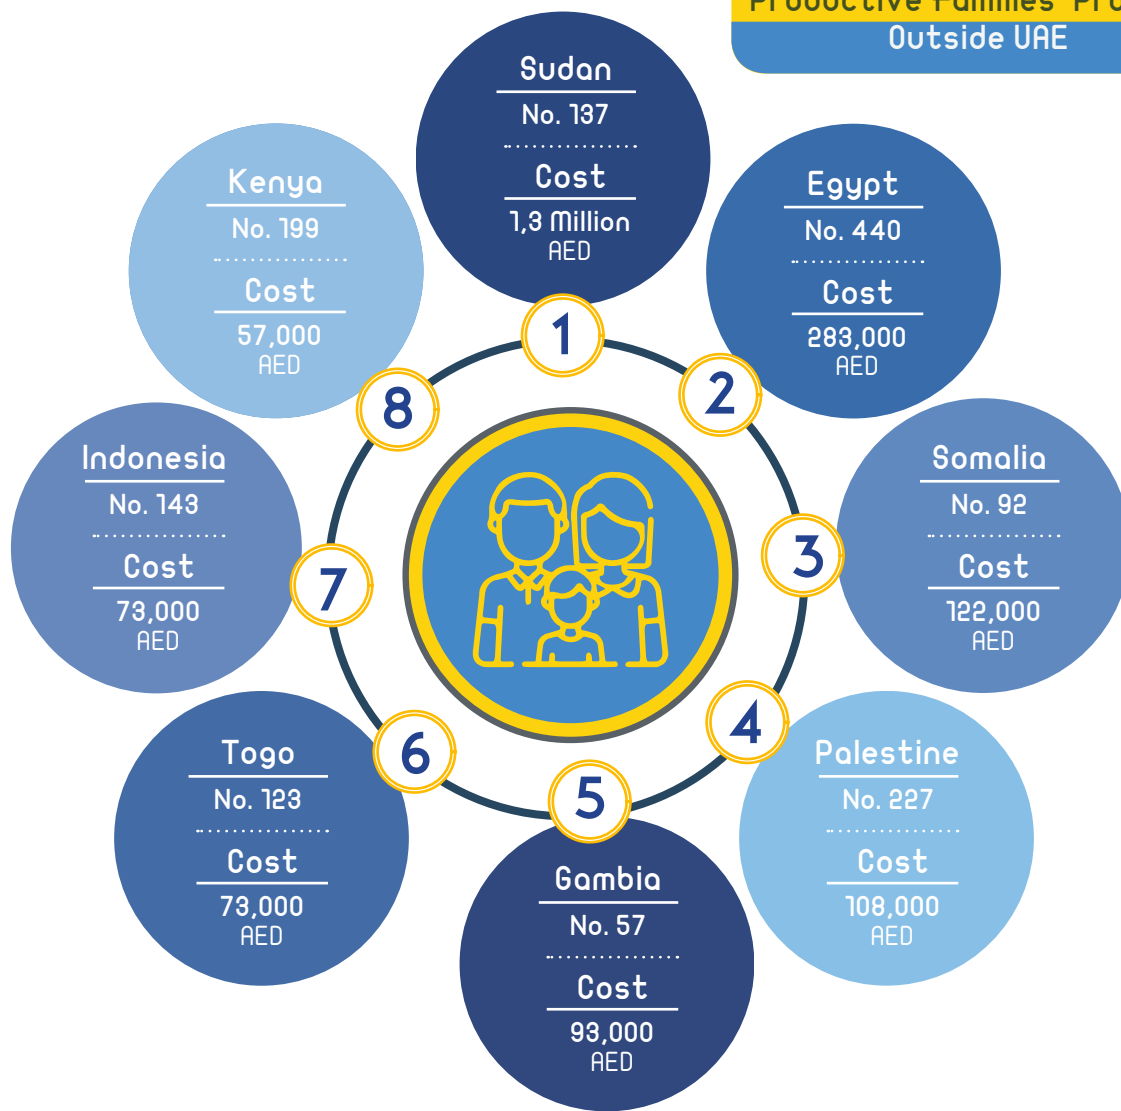 Productive Families'
Outside UAE
Sudan
No. 137
Cost
1,3 Million
AED
1
Egypt
No. 440
Cost
283,000
AED
2
Somalia
No. 92
Cost
122,000
AED
3
Palestine
No. 227
Cost
108,000
AED
4
Gambia
No. 57
Cost
93,000
AED
5
Togo
No. 123
Cost
73,000
AED
6
Indonesia
No. 143
Cost
73,000
AED
7
Kenya
No. 199
Cost
57,000
AED
8